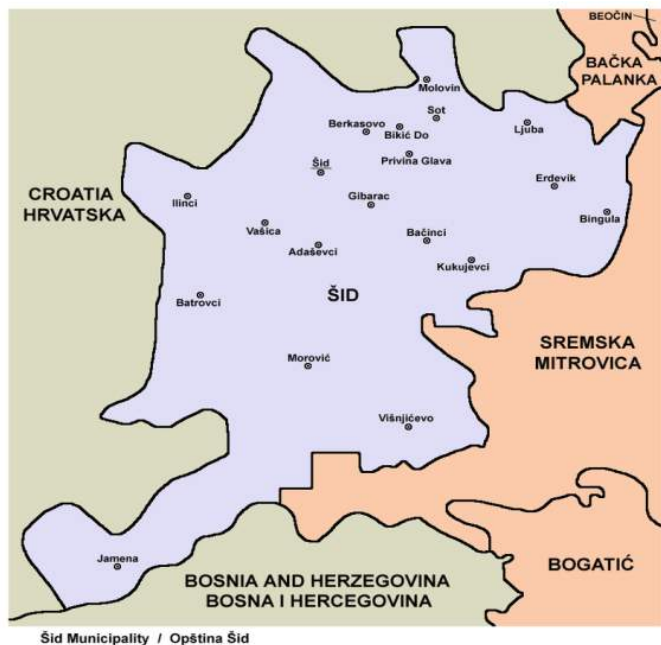 BEOČIN
BAČKA
PALANKA
Molovin
Sot
Berkasovo
Bikić Do
Ljuba
Privina Glava
Šid
Erdevik
CROATIA
HRVATSKA
Ilinci
Gibarac
Bingula
Vašica
Bačinci
Adaševci
Kukujevci
Batrovci
ŠID
SREMSKA
MITROVICA
Morović
Višnjićevo
Jamena
BOSNIA AND HERZEGOVINA
BOSNA I HERCEGOVINA
BOGATIĆ
Šid Municipality / Opština Šid